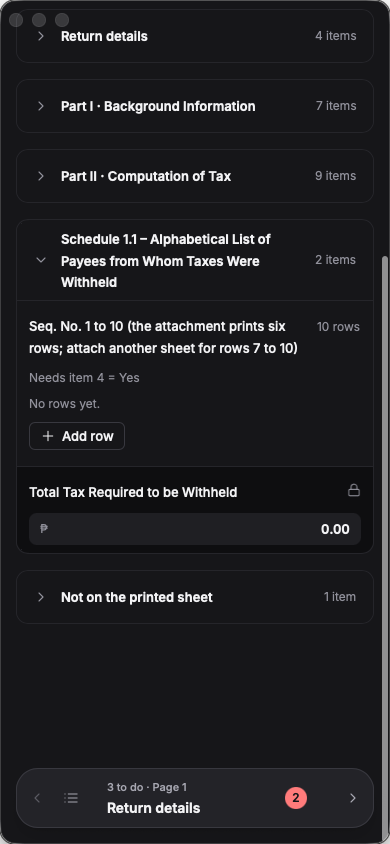 Return details 4 items
Part I · Background Information 7 items
Part II · Computation of Tax 9 items
Schedule 1.1 – Alphabetical List of
Payees from Whom Taxes Were 2 items
Withheld
Seq. No. 1 to 10 (the attachment prints six 10 rows
rows; attach another sheet for rows 7 to 10)
Needs item 4 = Yes
No rows yet.
+ Add row
Total Tax Required to be Withheld
₱ 0.00
Not on the printed sheet 1 item
3 to do · Page 1
Return details 2